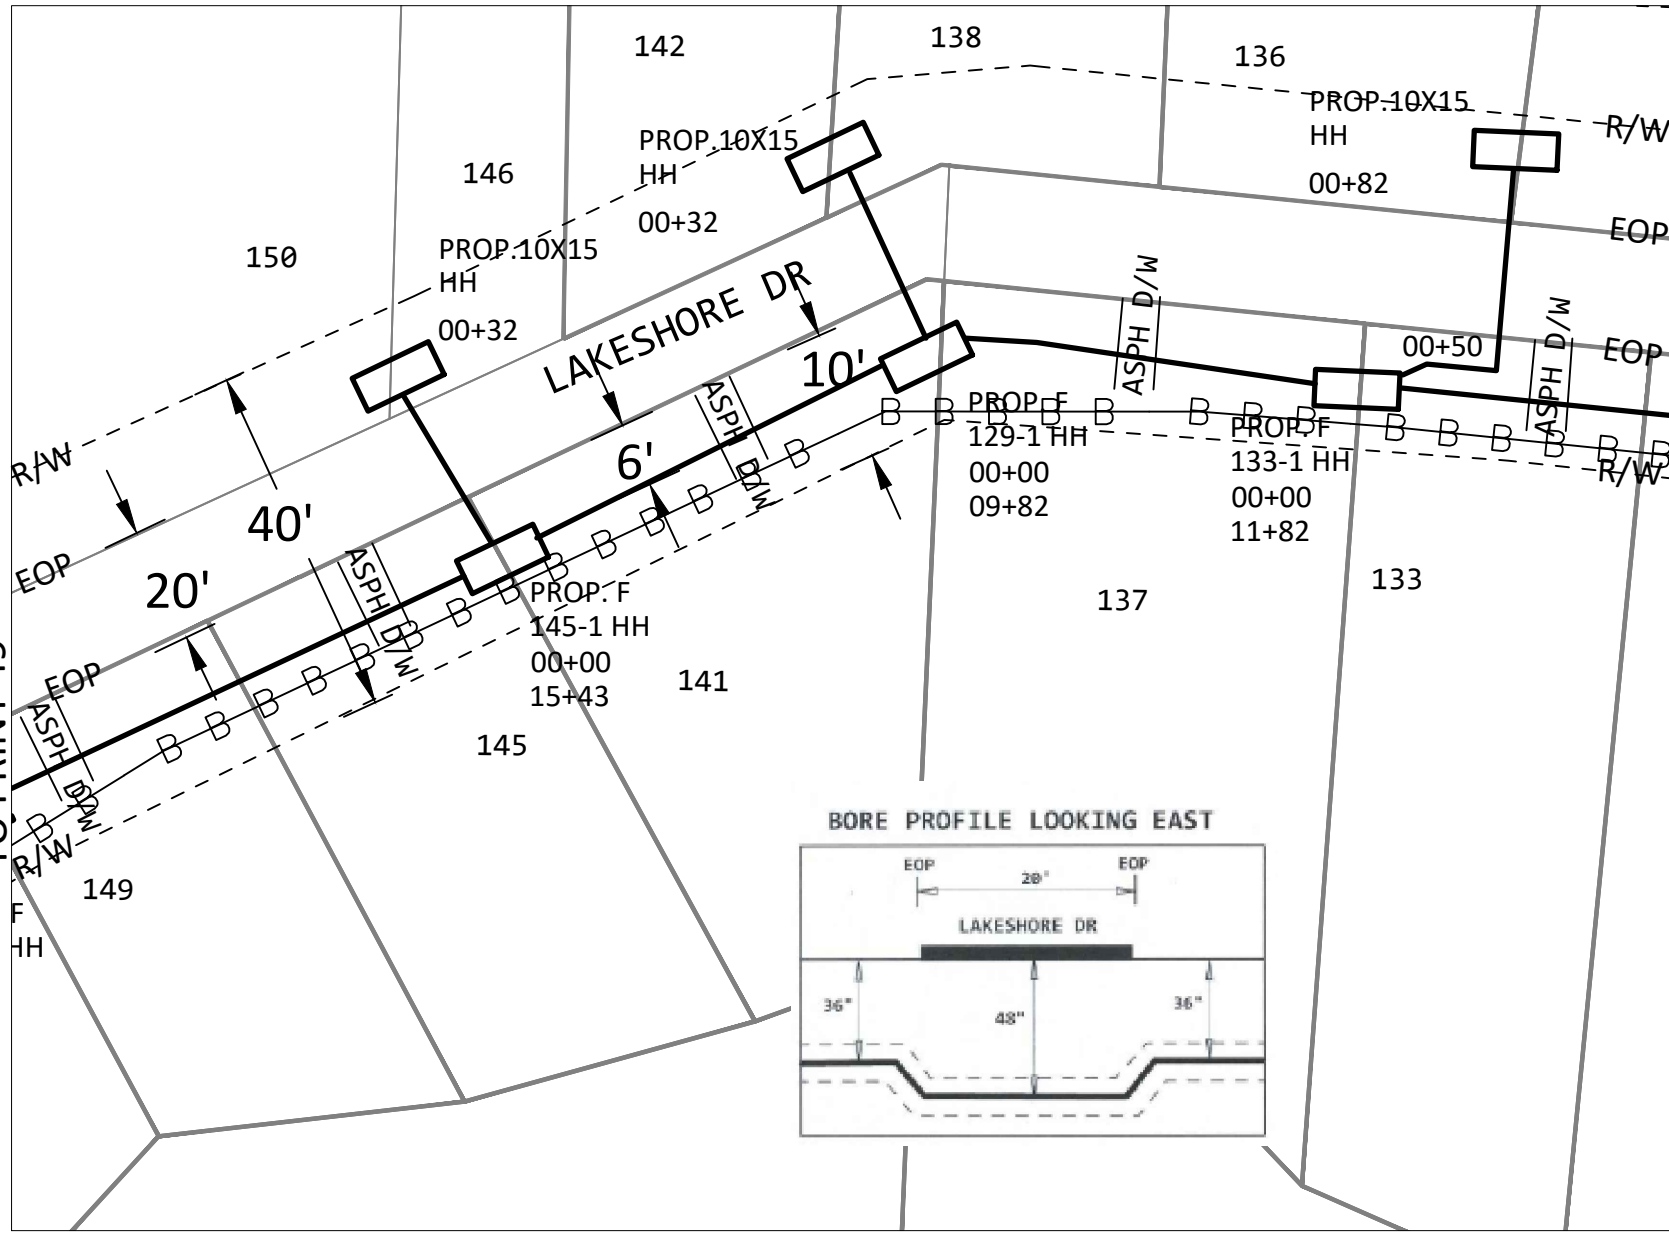 142
138
136
PROP.10X15
HH
00+82
R/W
PROP.10X15
HH
00+32
146
150
PROP.10X15
HH
00+32
EOP
LAKESHORE DR
ASPH D/W
ASPH D/W
00+50
EOP
10'
ASPH D/W
6'
R/W
PROP. F
129-1 HH
00+00
09+82
PROP. F
133-1 HH
00+00
11+82
R/W
40'
20'
EOP
ASPH D/W
PROP. F
145-1 HH
00+00
15+43
137
133
EOP
ASPH D/W
141
145
R/W
149
F
HH
B B B B B B B B B B B B B B B B B B B B B B B B B B B B B B B
BORE PROFILE LOOKING EAST
EOP
EOP
20'
LAKESHORE DR
36"
48"
36"